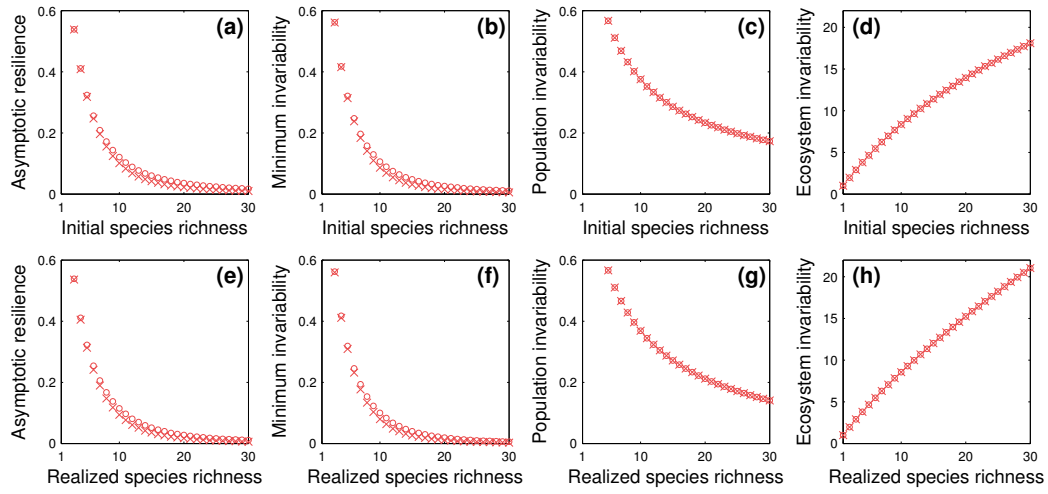 (a)
Asymptotic resilience
0.6
0.4
0.2
0
1 10 20 30
Initial species richness
(b)
Minimum invariability
0.6
0.4
0.2
0
1 10 20 30
Initial species richness
(c)
Population invariability
0.6
0.4
0.2
0
1 10 20 30
Initial species richness
(d)
Ecosystem invariability
20
15
10
5
0
1 10 20 30
Initial species richness
(e)
Asymptotic resilience
0.6
0.4
0.2
0
1 10 20 30
Realized species richness
(f)
Minimum invariability
0.6
0.4
0.2
0
1 10 20 30
Realized species richness
(g)
Population invariability
0.6
0.4
0.2
0
1 10 20 30
Realized species richness
(h)
Ecosystem invariability
20
15
10
5
0
1 10 20 30
Realized species richness